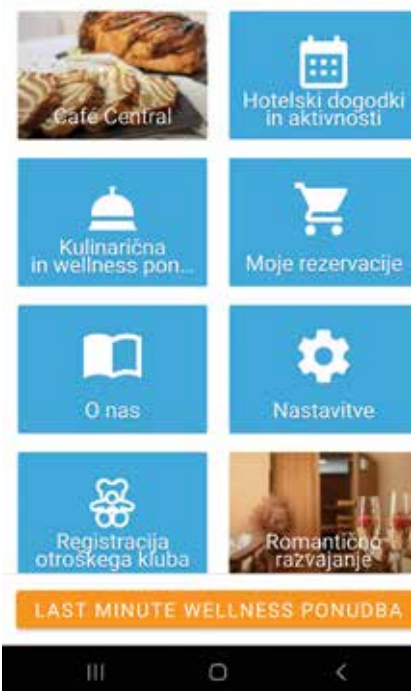 Café Central
Hotelski dogodki
in aktivnosti
Kulinarična
in wellness pon...
Moje rezervacije
O nas
Nastavitve
Registracija
otroškega kluba
Romantično
razvajanje
LAST MINUTE WELLNESS PONUDBA